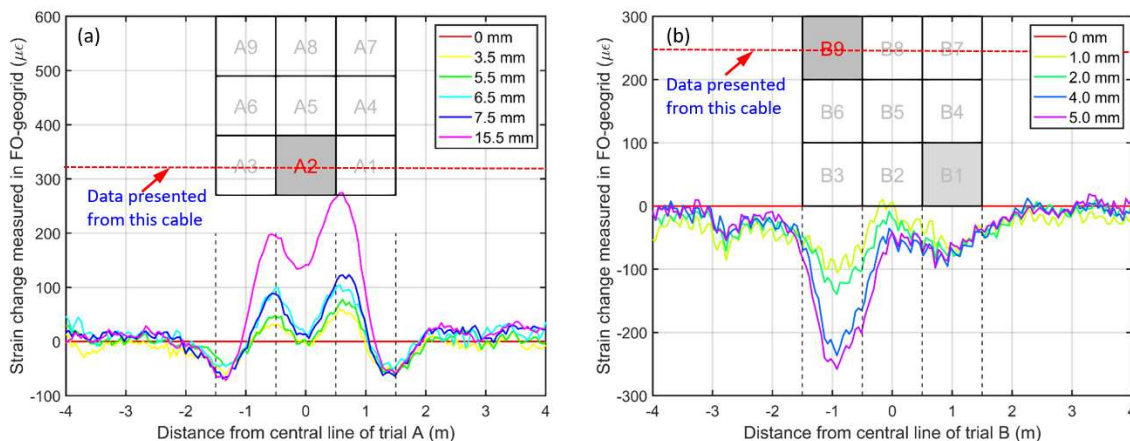 (a)
Strain change measured in FO-geogrid (με)
600
500
400
300
200
100
0
-100
A9 A8 A7
A6 A5 A4
A3 A2 A1
Data presented
from this cable
0 mm
3.5 mm
5.5 mm
6.5 mm
7.5 mm
15.5 mm
-4 -3 -2 -1 0 1 2 3 4
Distance from central line of trial A (m)
(b)
Strain change measured in FO-geogrid (με)
300
200
100
0
-100
-200
-300
B9 B8 B7
B6 B5 B4
B3 B2 B1
Data presented
from this cable
0 mm
1.0 mm
2.0 mm
4.0 mm
5.0 mm
-4 -3 -2 -1 0 1 2 3 4
Distance from central line of trial B (m)